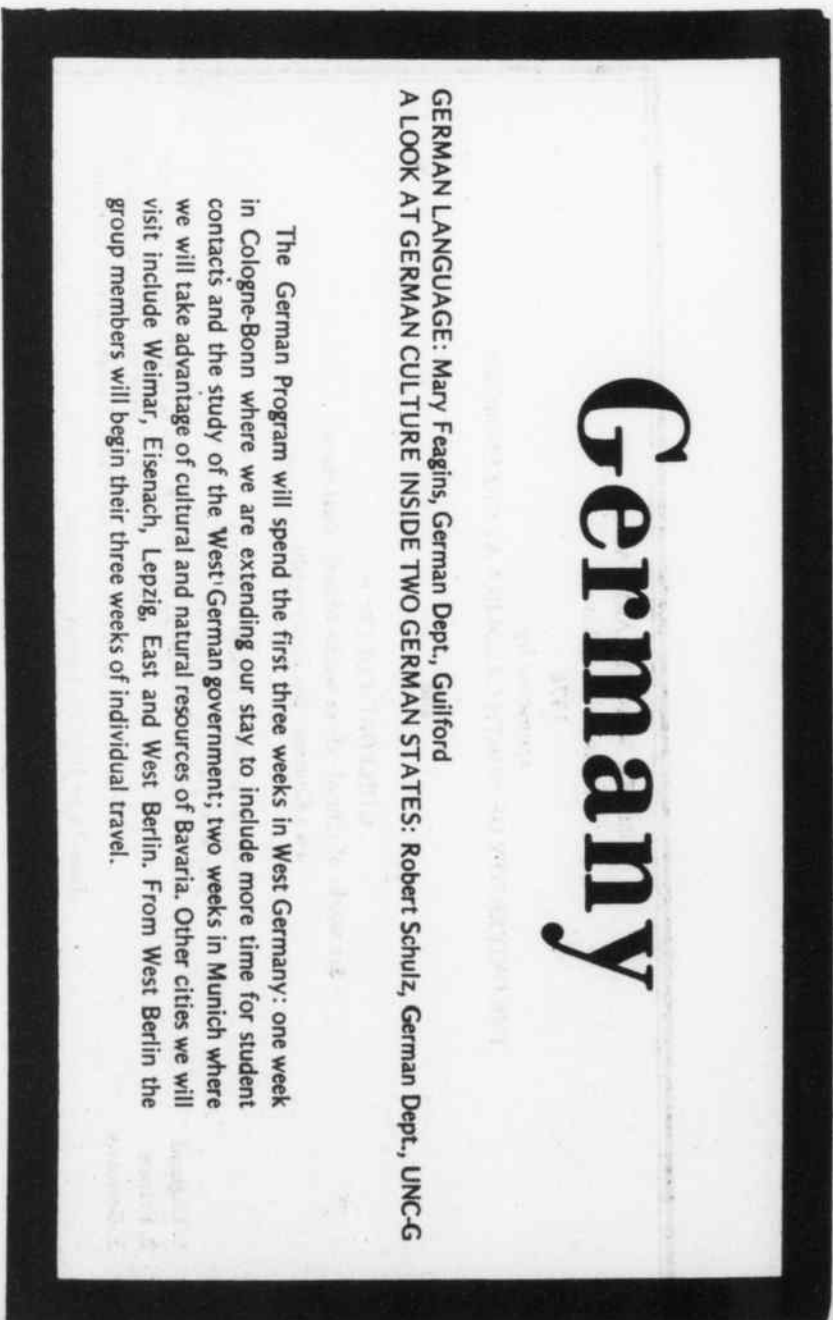 Germany
GERMAN LANGUAGE: Mary Feagins, German Dept., Guilford
A LOOK AT GERMAN CULTURE INSIDE TWO GERMAN STATES: Robert Schulz, German Dept., UNC-G
The German Program will spend the first three weeks in West Germany: one week
in Cologne-Bonn where we are extending our stay to include more time for student
contacts and the study of the West German government; two weeks in Munich where
we will take advantage of cultural and natural resources of Bavaria. Other cities we will
visit include Weimar, Eisenach, Lepzig, East and West Berlin. From West Berlin the
group members will begin their three weeks of individual travel.